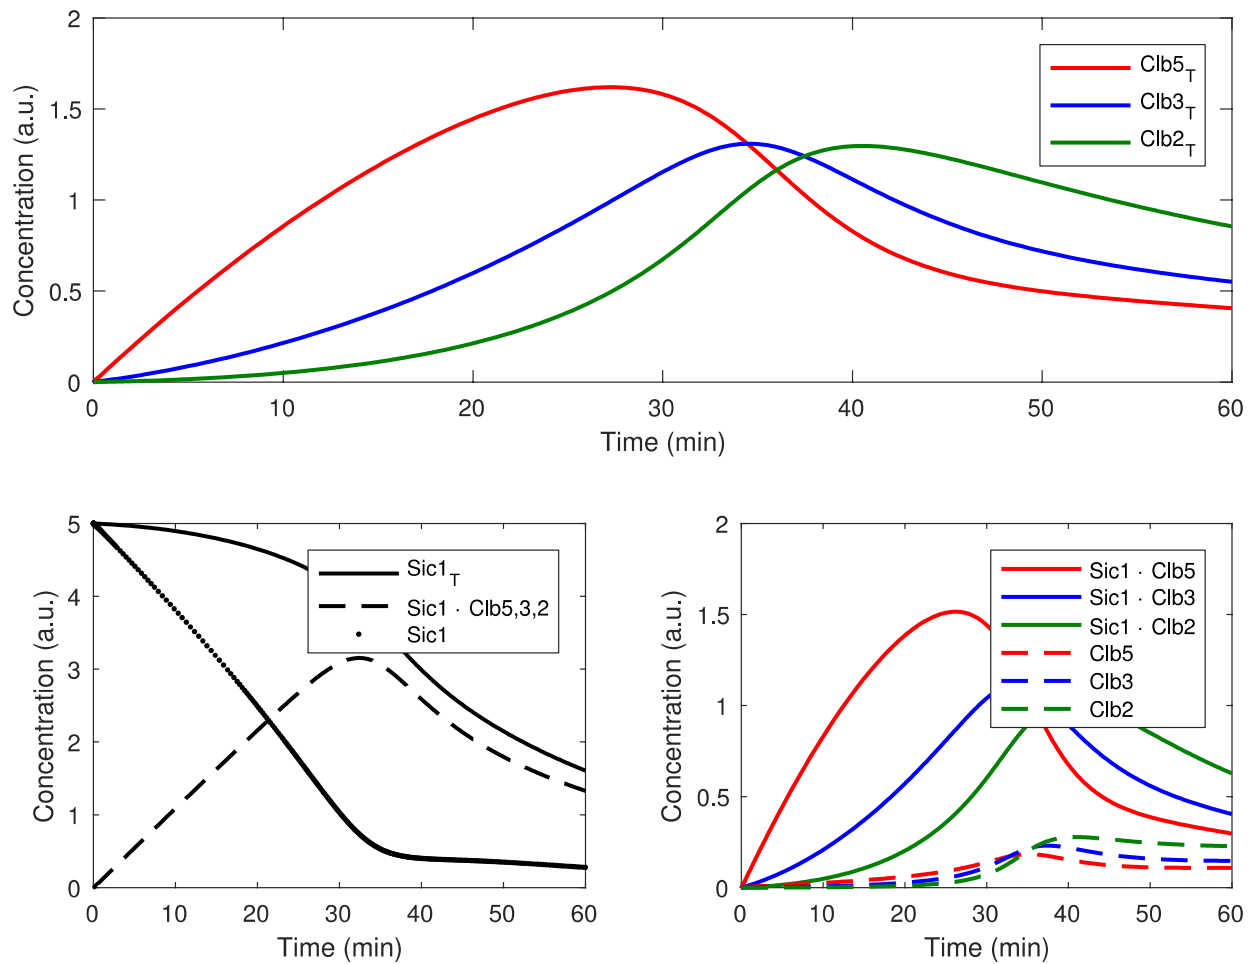 2
1.5
1
0.5
0
Concentration (a.u.)
Clb5T
Clb3T
Clb2T
0 10 20 30 40 50 60
Time (min)
5
4
3
2
1
0
Concentration (a.u.)
Sic1T
Sic1 · Clb5,3,2
Sic1
0 10 20 30 40 50 60
Time (min)
2
1.5
1
0.5
0
Concentration (a.u.)
Sic1 · Clb5
Sic1 · Clb3
Sic1 · Clb2
Clb5
Clb3
Clb2
0 10 20 30 40 50 60
Time (min)